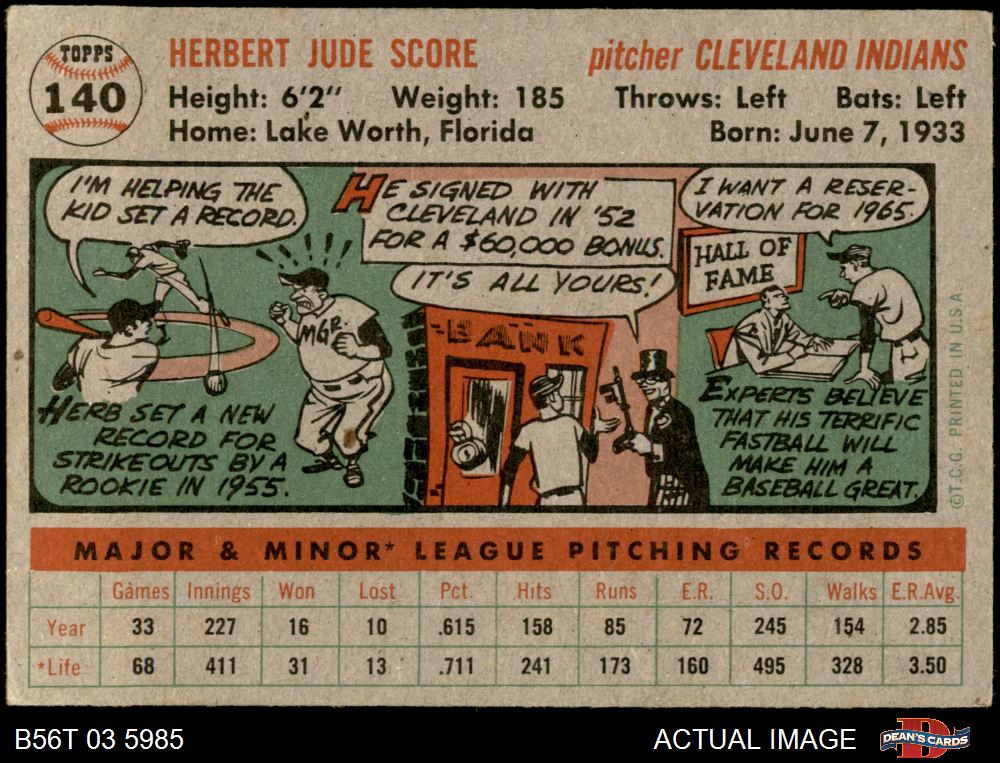 TOPPS
140
HERBERT JUDE SCORE
pitcher CLEVELAND INDIANS
Height: 6'2" Weight: 185 Throws: Left Bats: Left
Home: Lake Worth, Florida Born: June 7, 1933
I'M HELPING THE
KID SET A RECORD.
MGR.
HERB SET A NEW
RECORD FOR
STRIKEOUTS BY A
ROOKIE IN 1955.
HE SIGNED WITH
CLEVELAND IN '52
FOR A $60,000 BONUS.
IT'S ALL YOURS!
BANK
I WANT A RESER-
VATION FOR 1965.
HALL OF
FAME
EXPERTS BELIEVE
THAT HIS TERRIFIC
FASTBALL WILL
MAKE HIM A
BASEBALL GREAT.
©T.C.G. PRINTED IN U.S.A.
MAJOR & MINOR* LEAGUE PITCHING RECORDS
Games Innings Won Lost Pct. Hits Runs E.R. S.O. Walks E.R.Avg.
Year 33 227 16 10 .615 158 85 72 245 154 2.85
*Life 68 411 31 13 .711 241 173 160 495 328 3.50
B56T 03 5985
ACTUAL IMAGE
D
DEAN'S CARDS